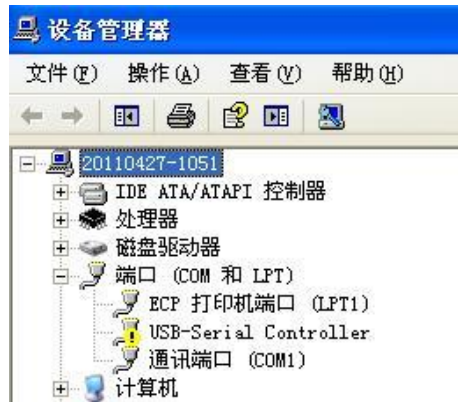 设备管理器
文件(F) 操作(A) 查看(V) 帮助(H)
20110427-1051
IDE ATA/ATAPI 控制器
处理器
磁盘驱动器
端口 (COM 和 LPT)
ECP 打印机端口 (LPT1)
USB-Serial Controller
通讯端口 (COM1)
计算机